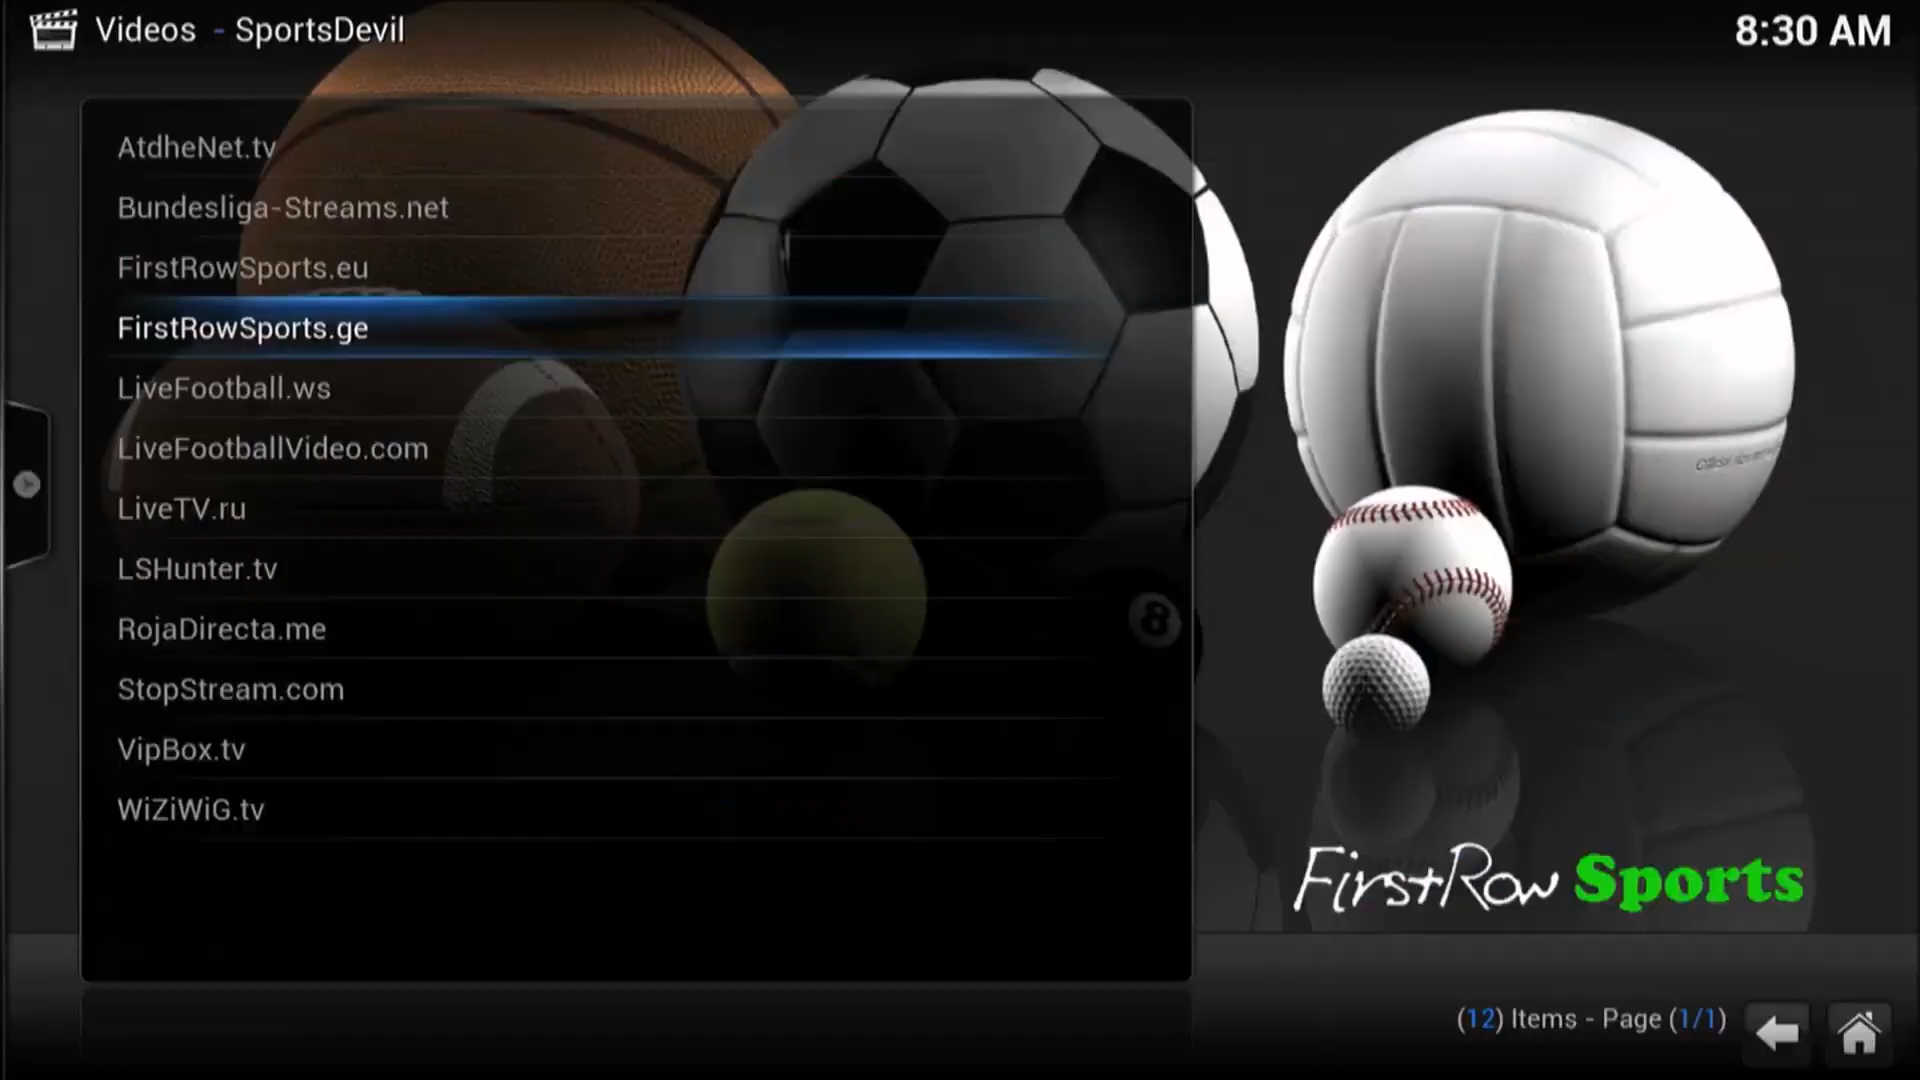 Videos - SportsDevil
8:30 AM
AtdheNet.tv
Bundesliga-Streams.net
FirstRowSports.eu
FirstRowSports.ge
LiveFootball.ws
LiveFootballVideo.com
LiveTV.ru
LSHunter.tv
RojaDirecta.me
StopStream.com
VipBox.tv
WiZiWiG.tv
8
FirstRow Sports
(12) Items - Page (1/1)